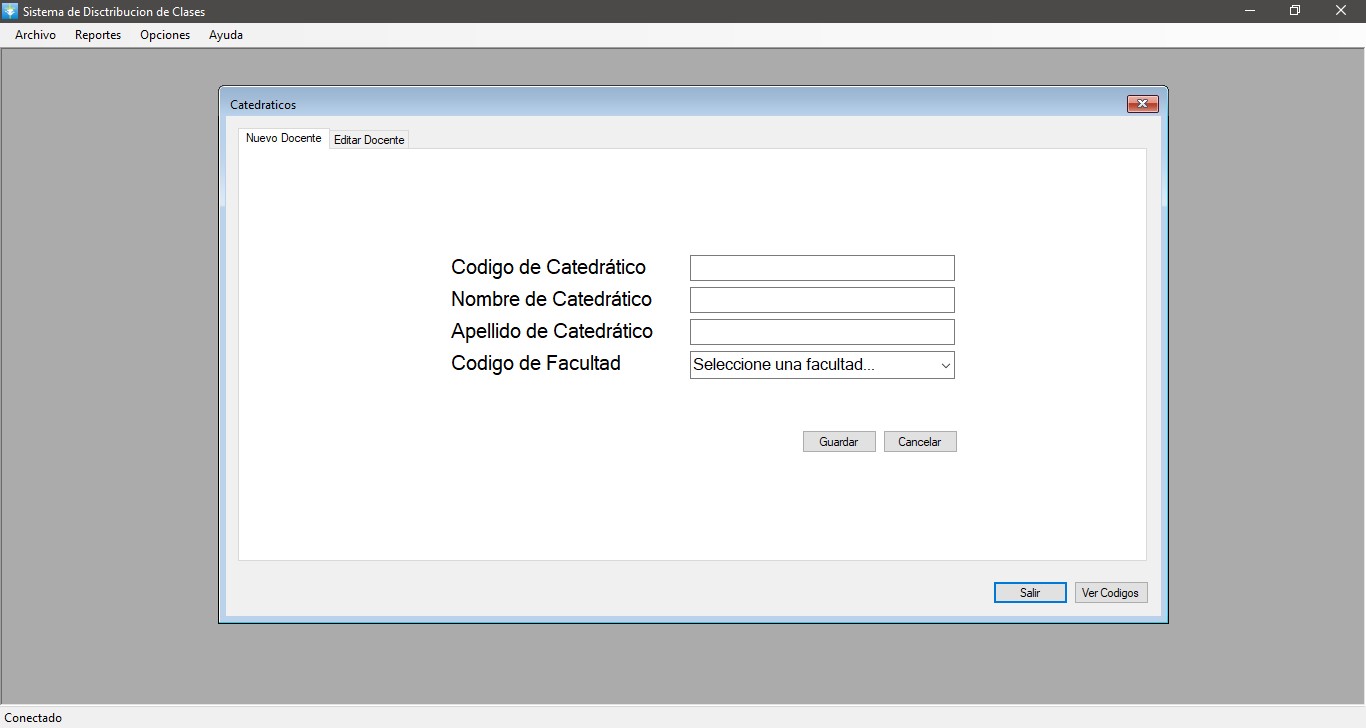 Sistema de Disctribucion de Clases
Archivo Reportes Opciones Ayuda
Catedraticos
Nuevo Docente Editar Docente
Codigo de Catedrático
Nombre de Catedrático
Apellido de Catedrático
Codigo de Facultad Seleccione una facultad...
Guardar Cancelar
Salir Ver Codigos
Conectado